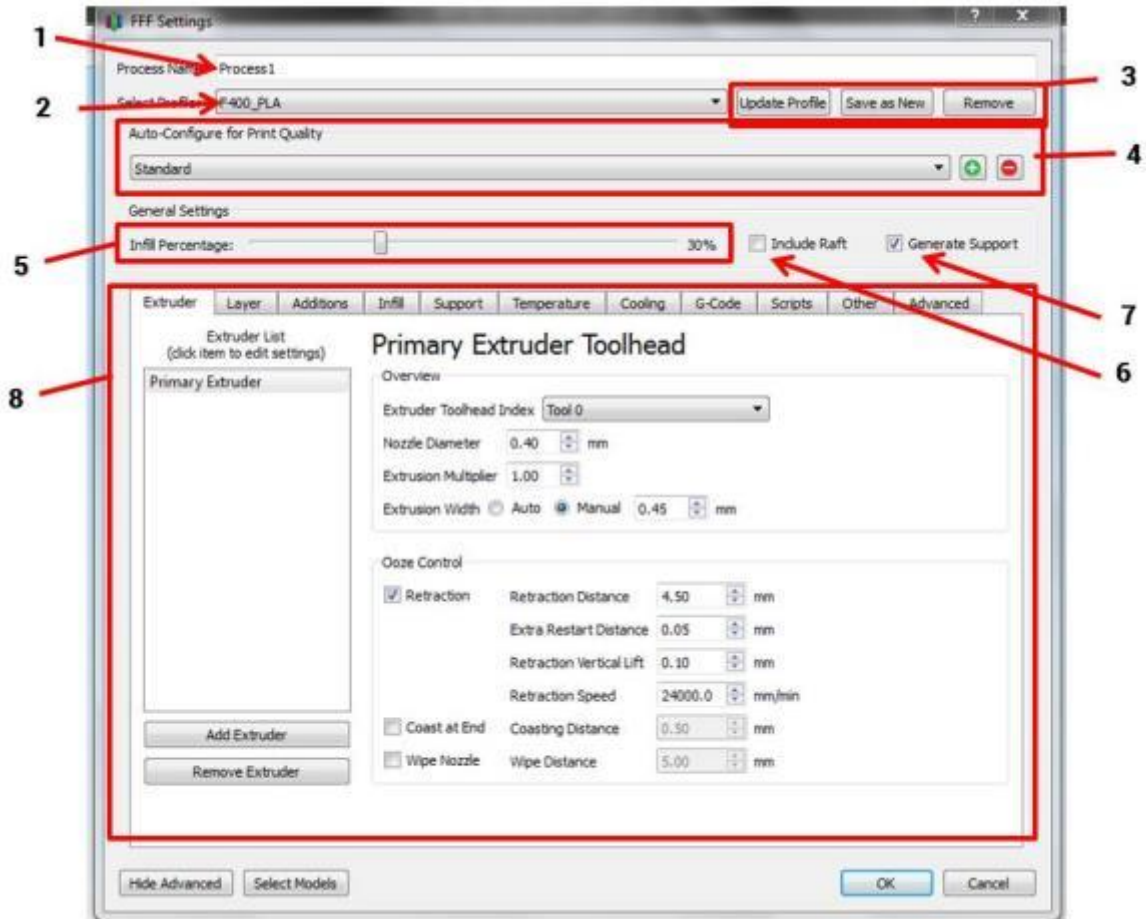 FFF Settings
1
Process Name: Process1
2
Select Profile: F400_PLA
Update Profile Save as New Remove
3
Auto-Configure for Print Quality
Standard
4
General Settings
Infill Percentage: 30% Include Raft Generate Support
5
7
6
8
Extruder Layer Additions Infill Support Temperature Cooling G-Code Scripts Other Advanced
Extruder List
(click item to edit settings)
Primary Extruder
Add Extruder
Remove Extruder
Primary Extruder Toolhead
Overview
Extruder Toolhead Index Tool 0
Nozzle Diameter 0.40 mm
Extrusion Multiplier 1.00
Extrusion Width Auto Manual 0.45 mm
Ooze Control
Retraction Retraction Distance 4.50 mm
Extra Restart Distance 0.05 mm
Retraction Vertical Lift 0.10 mm
Retraction Speed 24000.0 mm/min
Coast at End Coasting Distance 0.50 mm
Wipe Nozzle Wipe Distance 5.00 mm
Hide Advanced Select Models OK Cancel